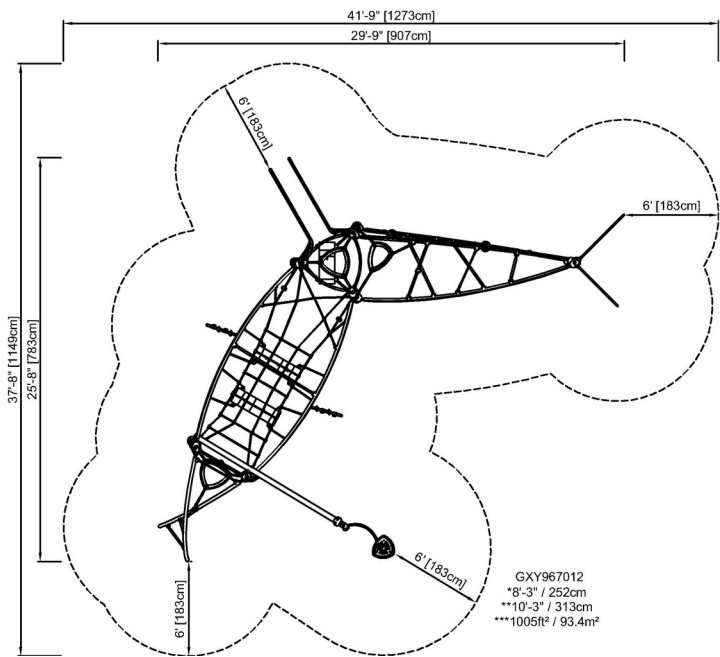 41'-9" [1273cm]
29'-9" [907cm]
6' [183cm]
6' [183cm]
37'-8" [1149cm]
25'-8" [783cm]
6' [183cm]
6' [183cm]
GXY967012
*8'-3" / 252cm
**10'-3" / 313cm
***1005ft² / 93.4m²